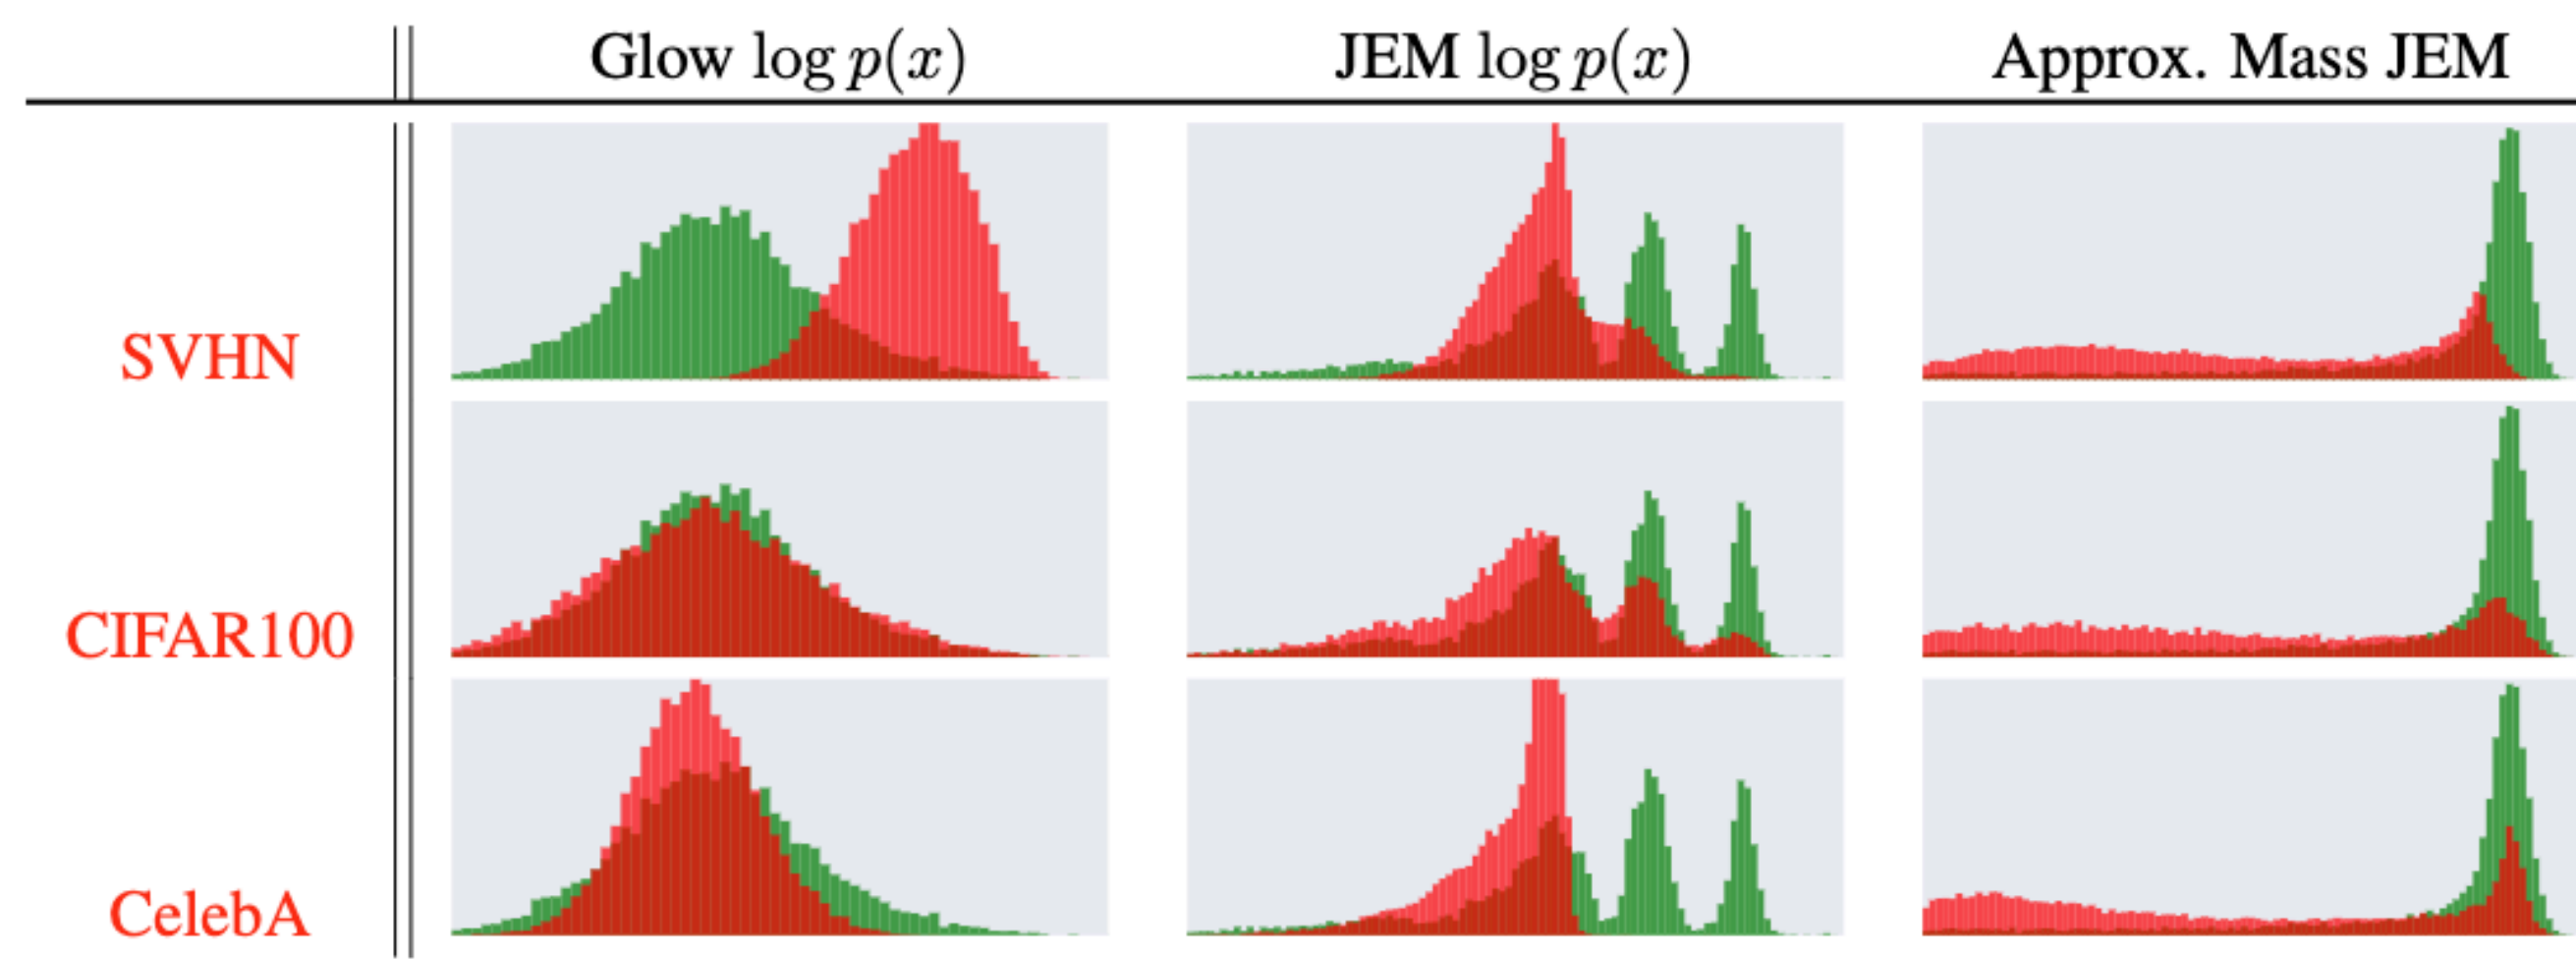 Glow log p(x) JEM log p(x) Approx. Mass JEM
SVHN
CIFAR100
CelebA